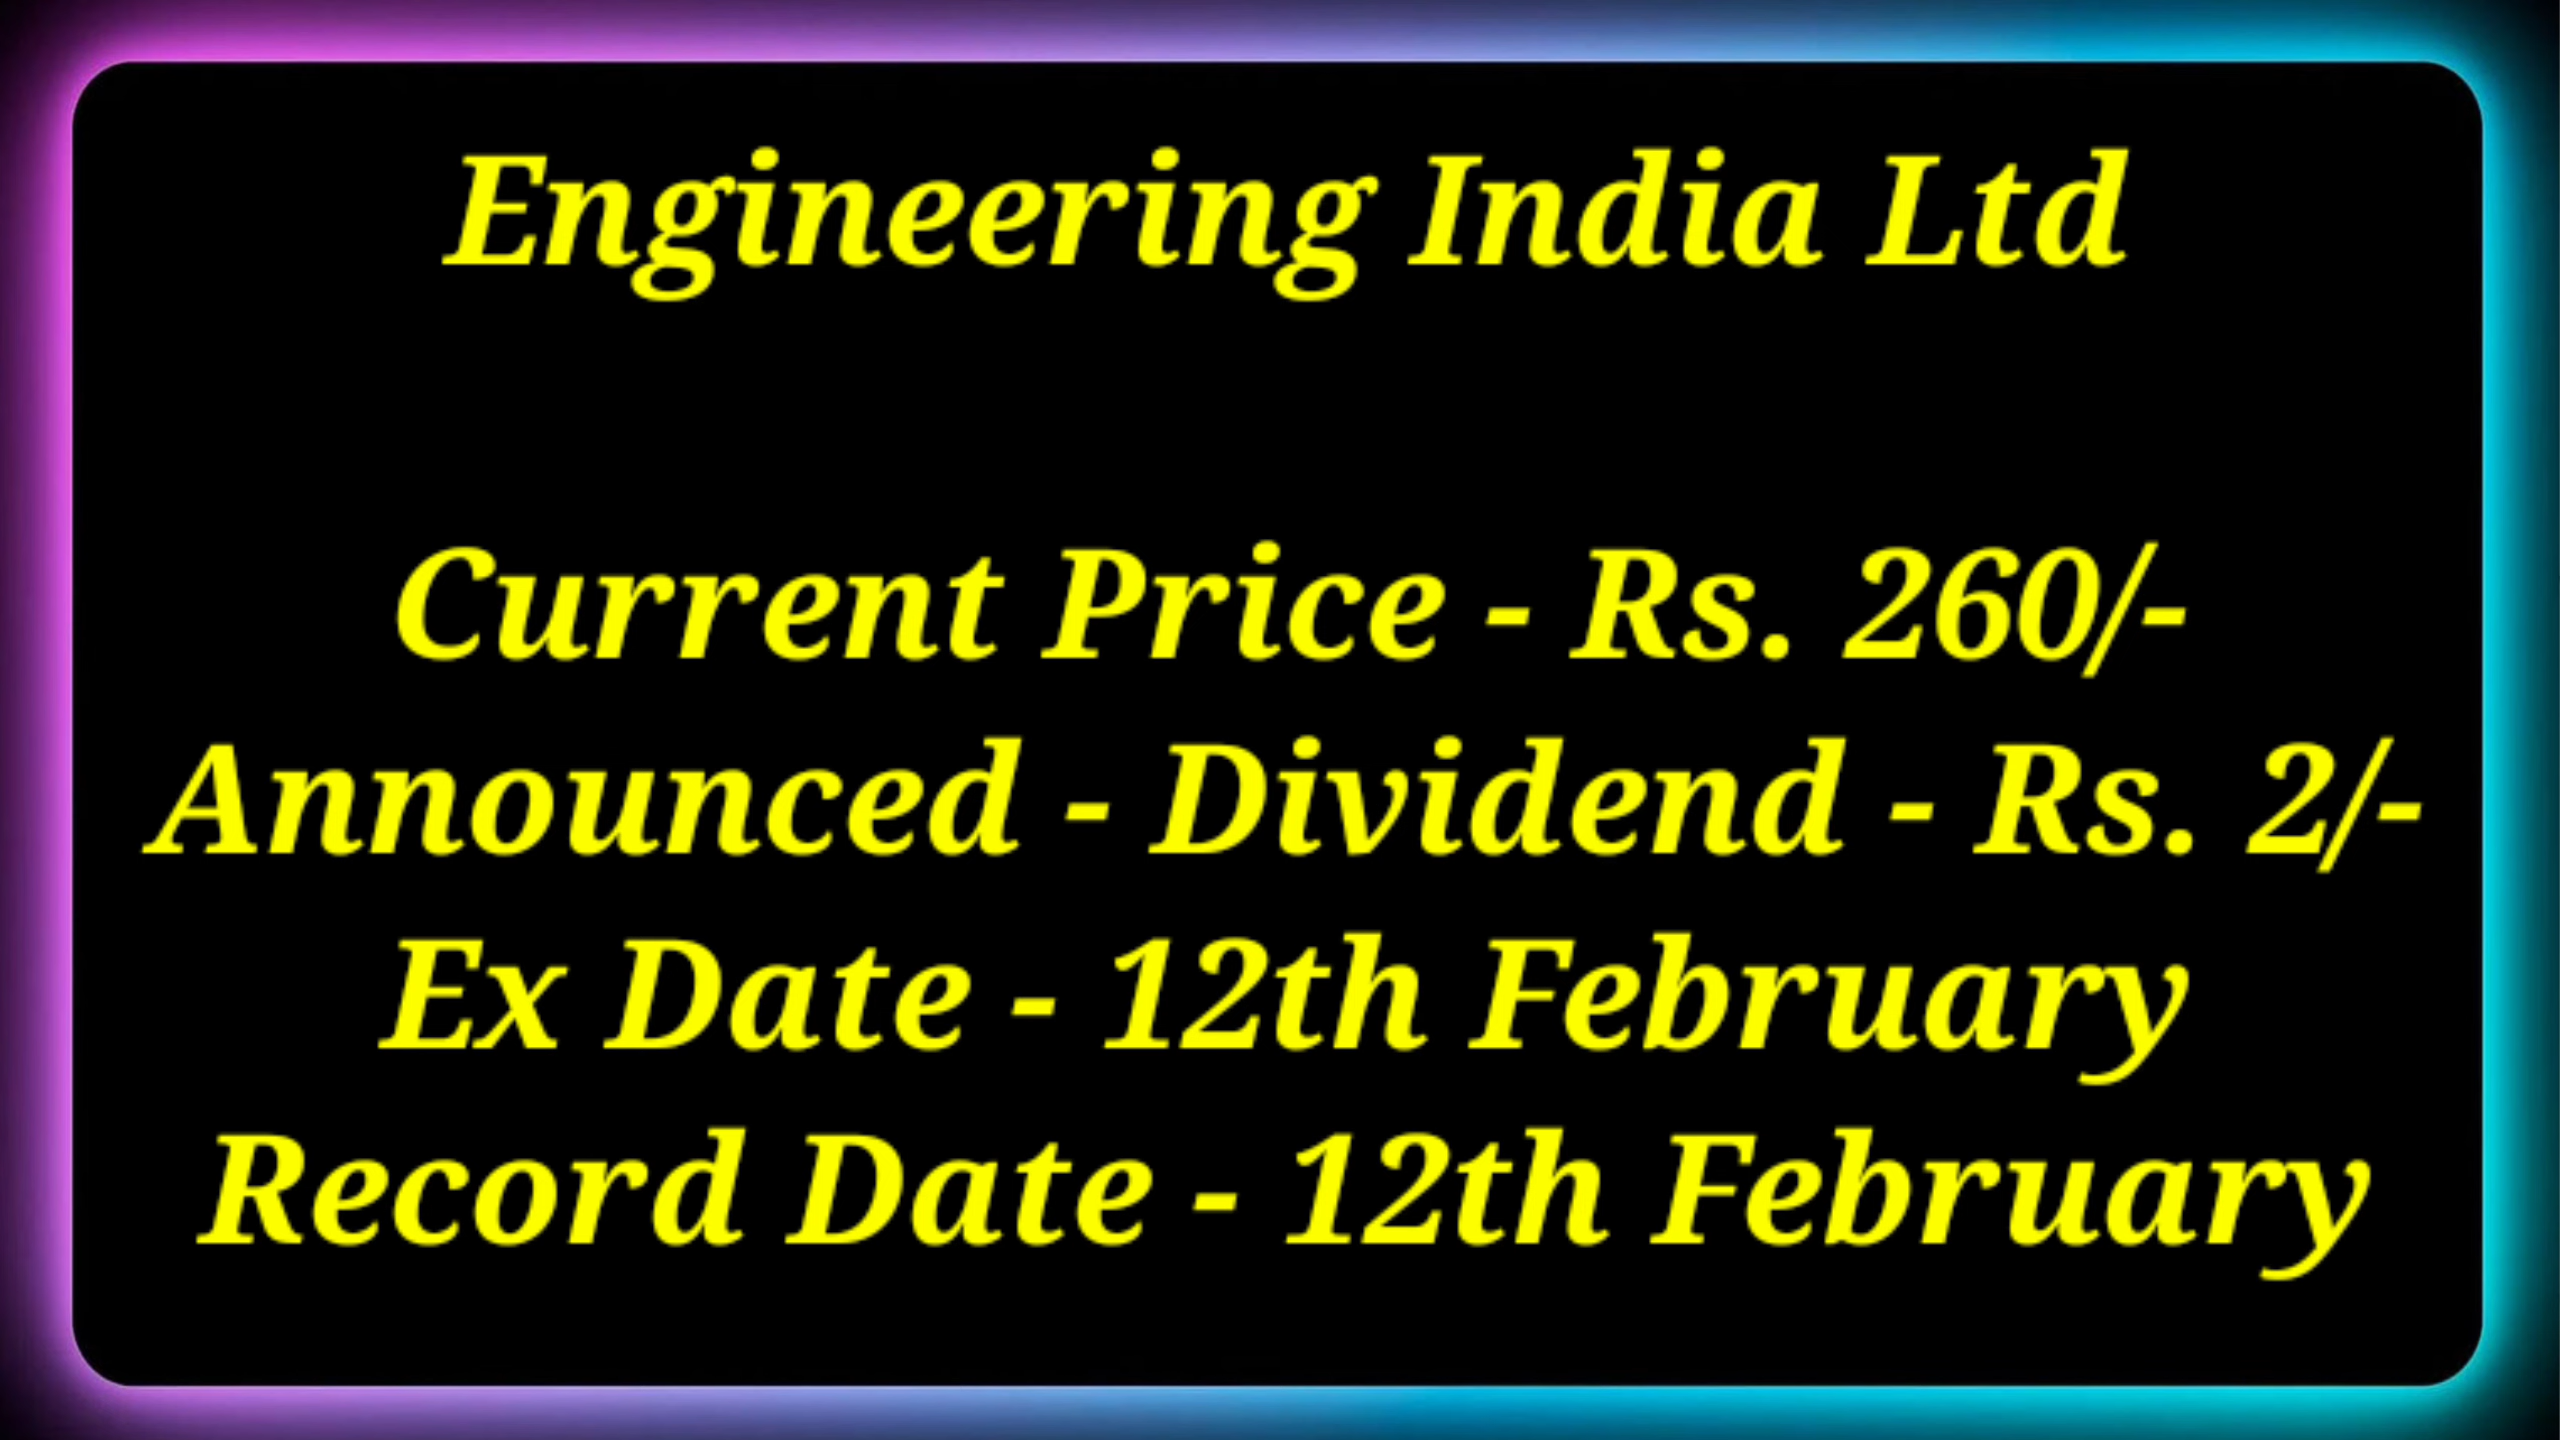 Engineering India Ltd
Current Price - Rs. 260/-
Announced - Dividend - Rs. 2/-
Ex Date - 12th February
Record Date - 12th February